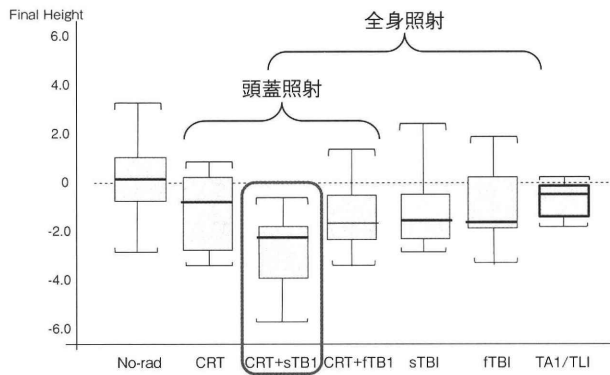 Final Height
全身照射
頭蓋照射
6.0
4.0
2.0
0
-2.0
-4.0
-6.0
No-rad CRT CRT+sTB1 CRT+fTB1 sTBI fTBI TA1/TLI